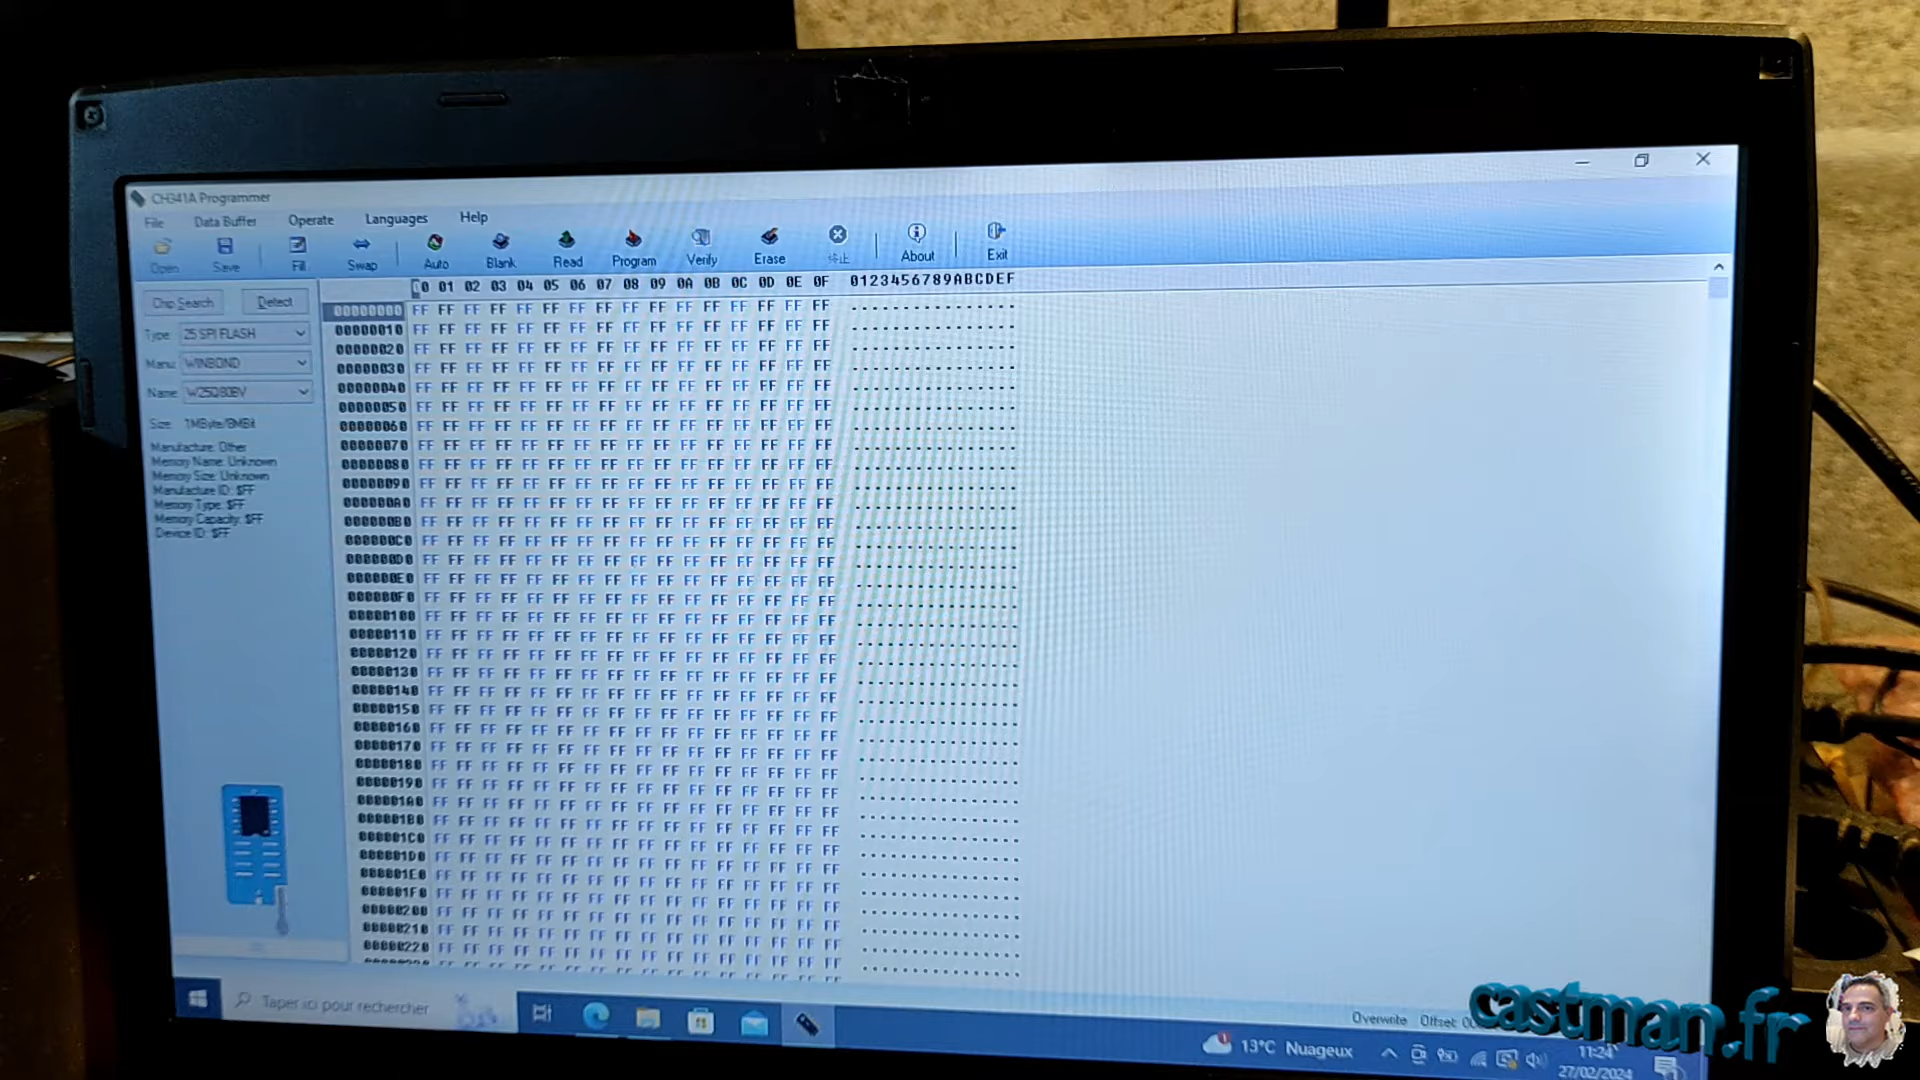 CH341A Programmer
File Data Buffer Operate Languages Help
Open Save Fill Swap Auto Blank Read Program Verify Erase 终止 About Exit
Chip Search Detect
Type: 25 SPI FLASH
Manu: WINBOND
Name: W25Q80BV
Size: 1MByte/8MBit
Manufacture: Other
Memory Name: Unknown
Memory Size: Unknown
Manufacture ID: $FF
Memory Type: $FF
Memory Capacity: $FF
Device ID: $FF
0 01 02 03 04 05 06 07 08 09 0A 0B 0C 0D 0E 0F 0123456789ABCDEF
00000000 FF FF FF FF FF FF FF FF FF FF FF FF FF FF FF FF ................
00000010 FF FF FF FF FF FF FF FF FF FF FF FF FF FF FF FF ................
00000020 FF FF FF FF FF FF FF FF FF FF FF FF FF FF FF FF ................
00000030 FF FF FF FF FF FF FF FF FF FF FF FF FF FF FF FF ................
00000040 FF FF FF FF FF FF FF FF FF FF FF FF FF FF FF FF ................
00000050 FF FF FF FF FF FF FF FF FF FF FF FF FF FF FF FF ................
00000060 FF FF FF FF FF FF FF FF FF FF FF FF FF FF FF FF ................
00000070 FF FF FF FF FF FF FF FF FF FF FF FF FF FF FF FF ................
00000080 FF FF FF FF FF FF FF FF FF FF FF FF FF FF FF FF ................
00000090 FF FF FF FF FF FF FF FF FF FF FF FF FF FF FF FF ................
000000A0 FF FF FF FF FF FF FF FF FF FF FF FF FF FF FF FF ................
000000B0 FF FF FF FF FF FF FF FF FF FF FF FF FF FF FF FF ................
000000C0 FF FF FF FF FF FF FF FF FF FF FF FF FF FF FF FF ................
000000D0 FF FF FF FF FF FF FF FF FF FF FF FF FF FF FF FF ................
000000E0 FF FF FF FF FF FF FF FF FF FF FF FF FF FF FF FF ................
000000F0 FF FF FF FF FF FF FF FF FF FF FF FF FF FF FF FF ................
00000100 FF FF FF FF FF FF FF FF FF FF FF FF FF FF FF FF ................
00000110 FF FF FF FF FF FF FF FF FF FF FF FF FF FF FF FF ................
00000120 FF FF FF FF FF FF FF FF FF FF FF FF FF FF FF FF ................
00000130 FF FF FF FF FF FF FF FF FF FF FF FF FF FF FF FF ................
00000140 FF FF FF FF FF FF FF FF FF FF FF FF FF FF FF FF ................
00000150 FF FF FF FF FF FF FF FF FF FF FF FF FF FF FF FF ................
00000160 FF FF FF FF FF FF FF FF FF FF FF FF FF FF FF FF ................
00000170 FF FF FF FF FF FF FF FF FF FF FF FF FF FF FF FF ................
00000180 FF FF FF FF FF FF FF FF FF FF FF FF FF FF FF FF ................
00000190 FF FF FF FF FF FF FF FF FF FF FF FF FF FF FF FF ................
000001A0 FF FF FF FF FF FF FF FF FF FF FF FF FF FF FF FF ................
000001B0 FF FF FF FF FF FF FF FF FF FF FF FF FF FF FF FF ................
000001C0 FF FF FF FF FF FF FF FF FF FF FF FF FF FF FF FF ................
000001D0 FF FF FF FF FF FF FF FF FF FF FF FF FF FF FF FF ................
000001E0 FF FF FF FF FF FF FF FF FF FF FF FF FF FF FF FF ................
000001F0 FF FF FF FF FF FF FF FF FF FF FF FF FF FF FF FF ................
00000200 FF FF FF FF FF FF FF FF FF FF FF FF FF FF FF FF ................
00000210 FF FF FF FF FF FF FF FF FF FF FF FF FF FF FF FF ................
00000220 FF FF FF FF FF FF FF FF FF FF FF FF FF FF FF FF ................
Overwrite Offset:
Taper ici pour rechercher
13°C Nuageux
11:24
27/02/2024
castman.fr